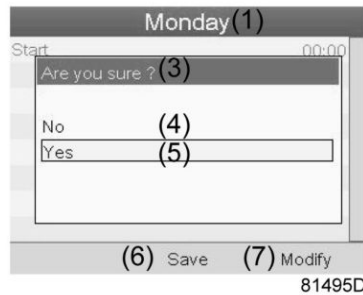 Monday(1)
Start 00:00
Are you sure ?(3)
No (4)
Yes (5)
(6) Save (7) Modify
81495D